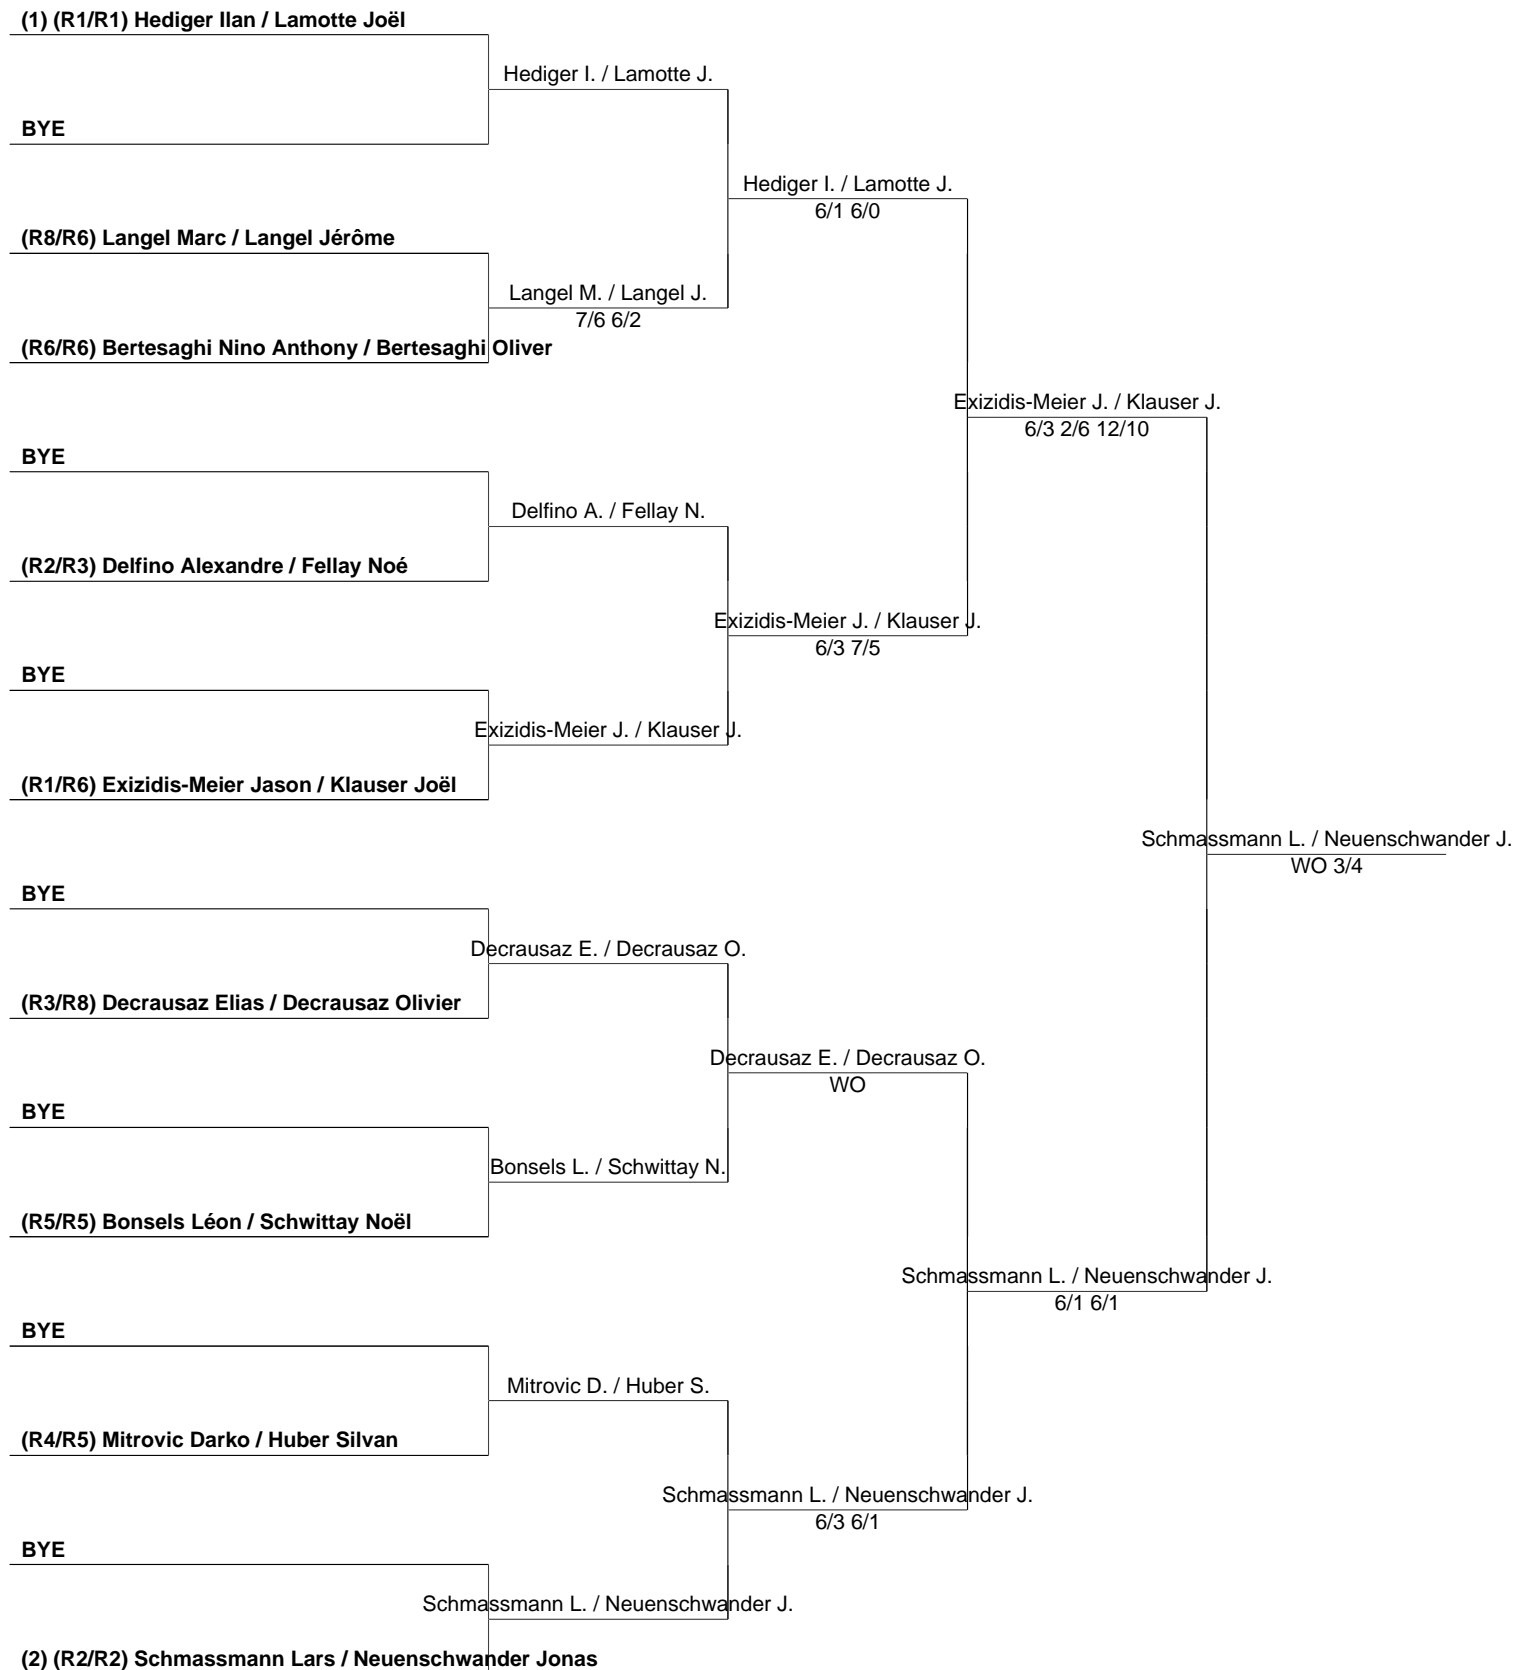 (1) (R1/R1) Hediger Ilan / Lamotte Joël
Hediger I. / Lamotte J.
BYE
Hediger I. / Lamotte J.
6/1 6/0
(R8/R6) Langel Marc / Langel Jérôme
Langel M. / Langel J.
7/6 6/2
(R6/R6) Bertesaghi Nino Anthony / Bertesaghi Oliver
Exizidis-Meier J. / Klauser J.
6/3 2/6 12/10
BYE
Delfino A. / Fellay N.
(R2/R3) Delfino Alexandre / Fellay Noé
Exizidis-Meier J. / Klauser J.
6/3 7/5
BYE
Exizidis-Meier J. / Klauser J.
(R1/R6) Exizidis-Meier Jason / Klauser Joël
Schmassmann L. / Neuenschwander J.
WO 3/4
BYE
Decrausaz E. / Decrausaz O.
(R3/R8) Decrausaz Elias / Decrausaz Olivier
Decrausaz E. / Decrausaz O.
WO
BYE
Bonsels L. / Schwittay N.
(R5/R5) Bonsels Léon / Schwittay Noël
Schmassmann L. / Neuenschwander J.
6/1 6/1
BYE
Mitrovic D. / Huber S.
(R4/R5) Mitrovic Darko / Huber Silvan
Schmassmann L. / Neuenschwander J.
6/3 6/1
BYE
Schmassmann L. / Neuenschwander J.
(2) (R2/R2) Schmassmann Lars / Neuenschwander Jonas